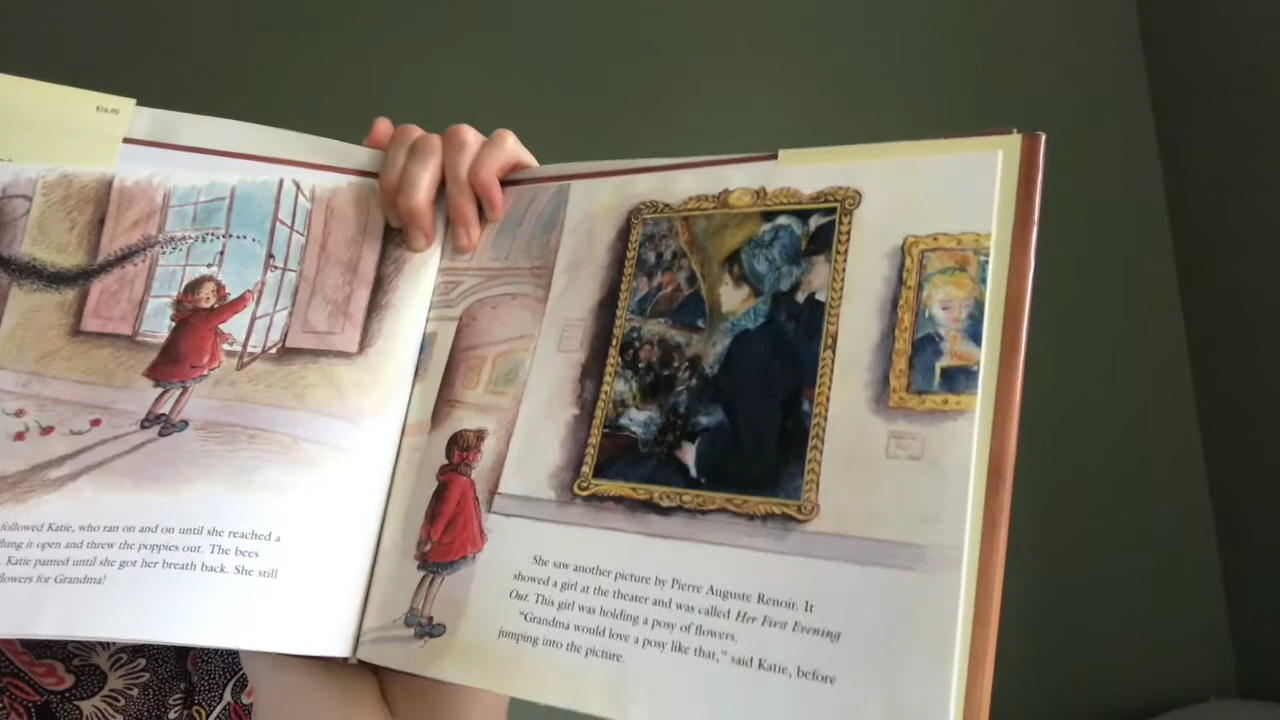 $16.95
followed Katie, who ran on and on until she reached a
flung it open and threw the poppies out. The bees
. Katie panted until she got her breath back. She still
flowers for Grandma!
She saw another picture by Pierre Auguste Renoir. It
showed a girl at the theater and was called Her First Evening
Out. This girl was holding a posy of flowers.
"Grandma would love a posy like that," said Katie, before
jumping into the picture.